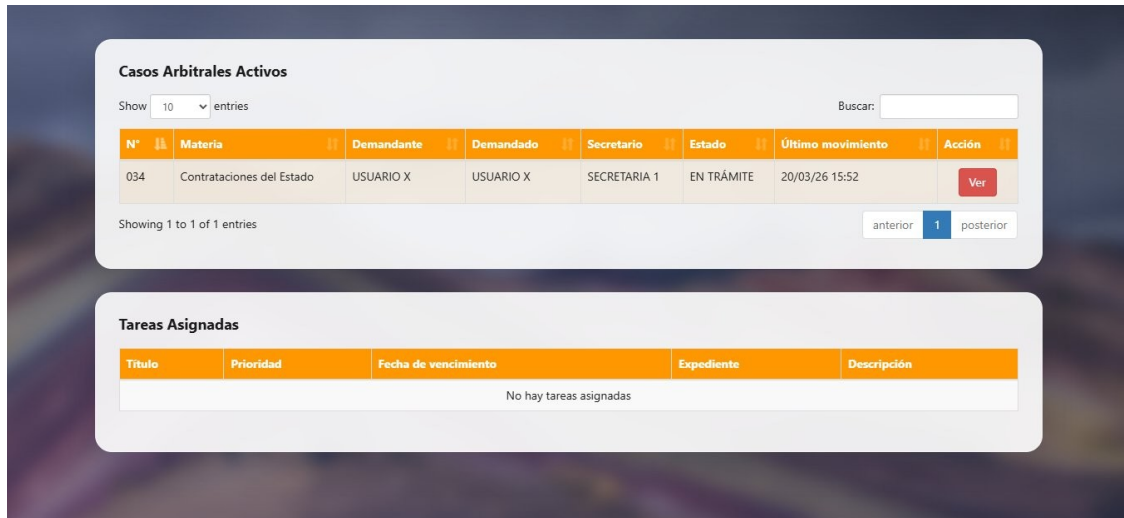 Casos Arbitrales Activos
Show 10 entries Buscar:
N° Materia Demandante Demandado Secretario Estado Último movimiento Acción
034 Contrataciones del Estado USUARIO X USUARIO X SECRETARIA 1 EN TRÁMITE 20/03/26 15:52 Ver
Showing 1 to 1 of 1 entries anterior 1 posterior
Tareas Asignadas
Título Prioridad Fecha de vencimiento Expediente Descripción
No hay tareas asignadas